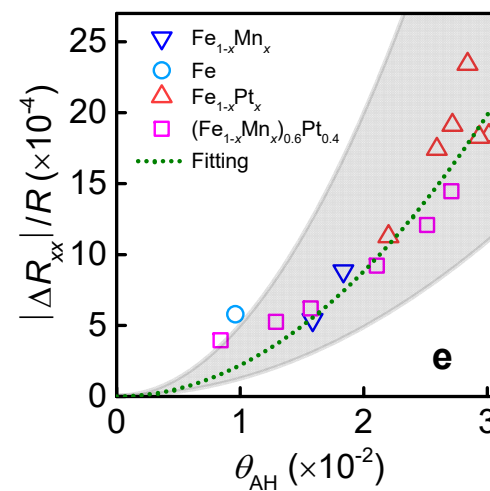 Fe₁₋ₓMnₓ
Fe
Fe₁₋ₓPtₓ
(Fe₁₋ₓMnₓ)₀.₆Pt₀.₄
Fitting
|ΔRₓₓ|/R (×10⁻⁴)
25
20
15
10
5
0
e
0 1 2 3
θ_AH (×10⁻²)